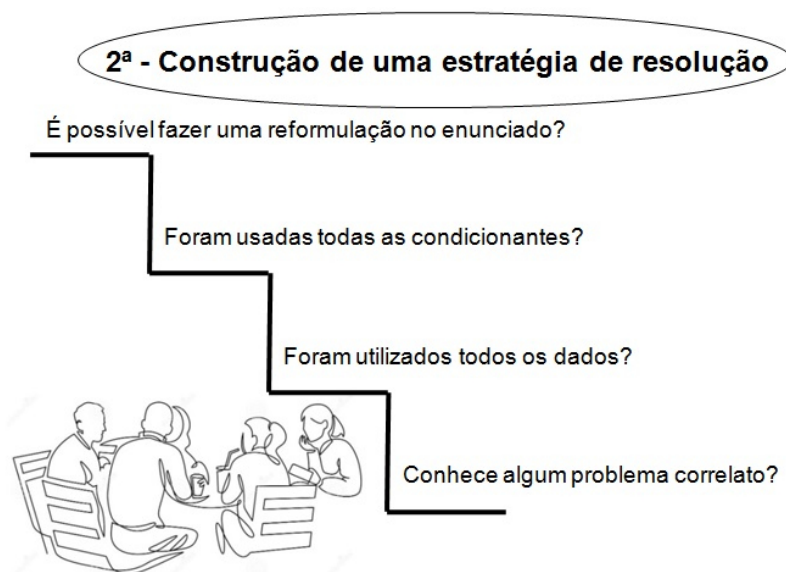 2ª - Construção de uma estratégia de resolução
É possível fazer uma reformulação no enunciado?
Foram usadas todas as condicionantes?
Foram utilizados todos os dados?
Conhece algum problema correlato?